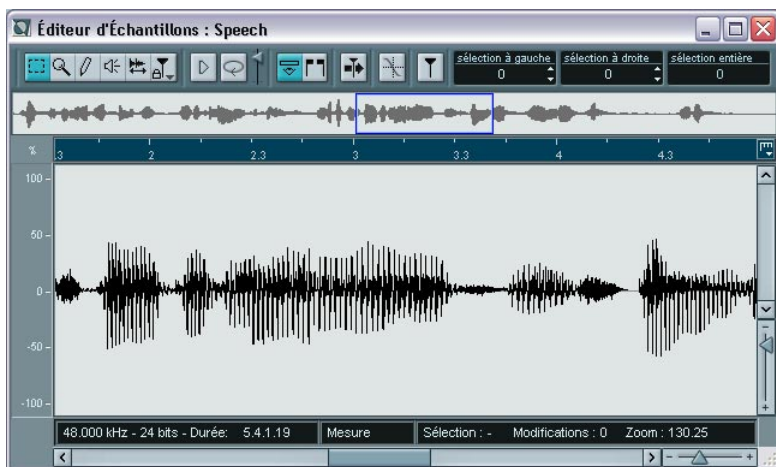 Éditeur d'Échantillons : Speech
sélection à gauche sélection à droite sélection entière
0 0 0
% .3 2 2.3 3 3.3 4 4.3
100
50
0
-50
-100
48.000 kHz - 24 bits - Durée: 5.4.1.19 Mesure Sélection : - Modifications : 0 Zoom : 130.25